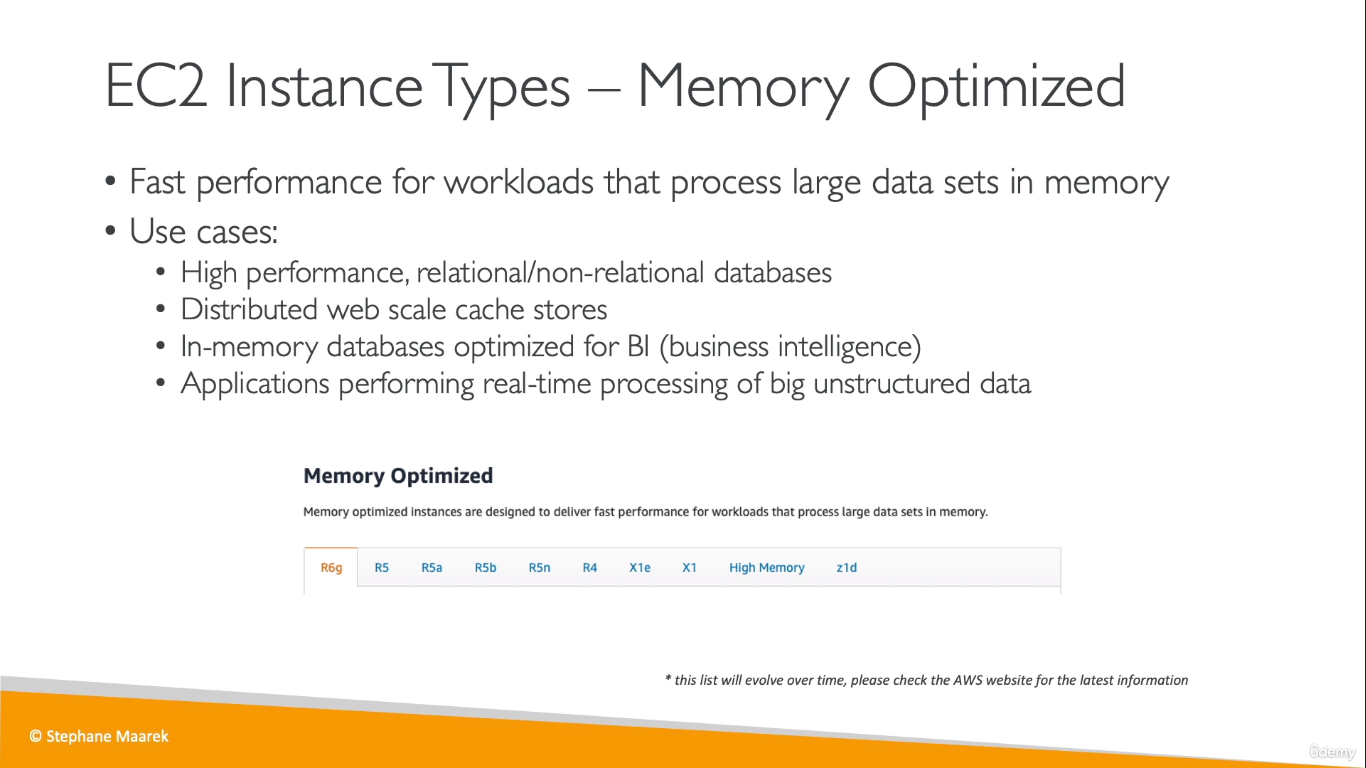 EC2 Instance Types – Memory Optimized
• Fast performance for workloads that process large data sets in memory
• Use cases:
• High performance, relational/non-relational databases
• Distributed web scale cache stores
• In-memory databases optimized for BI (business intelligence)
• Applications performing real-time processing of big unstructured data
Memory Optimized
Memory optimized instances are designed to deliver fast performance for workloads that process large data sets in memory.
R6g R5 R5a R5b R5n R4 X1e X1 High Memory z1d
* this list will evolve over time, please check the AWS website for the latest information
© Stephane Maarek
ûdemy